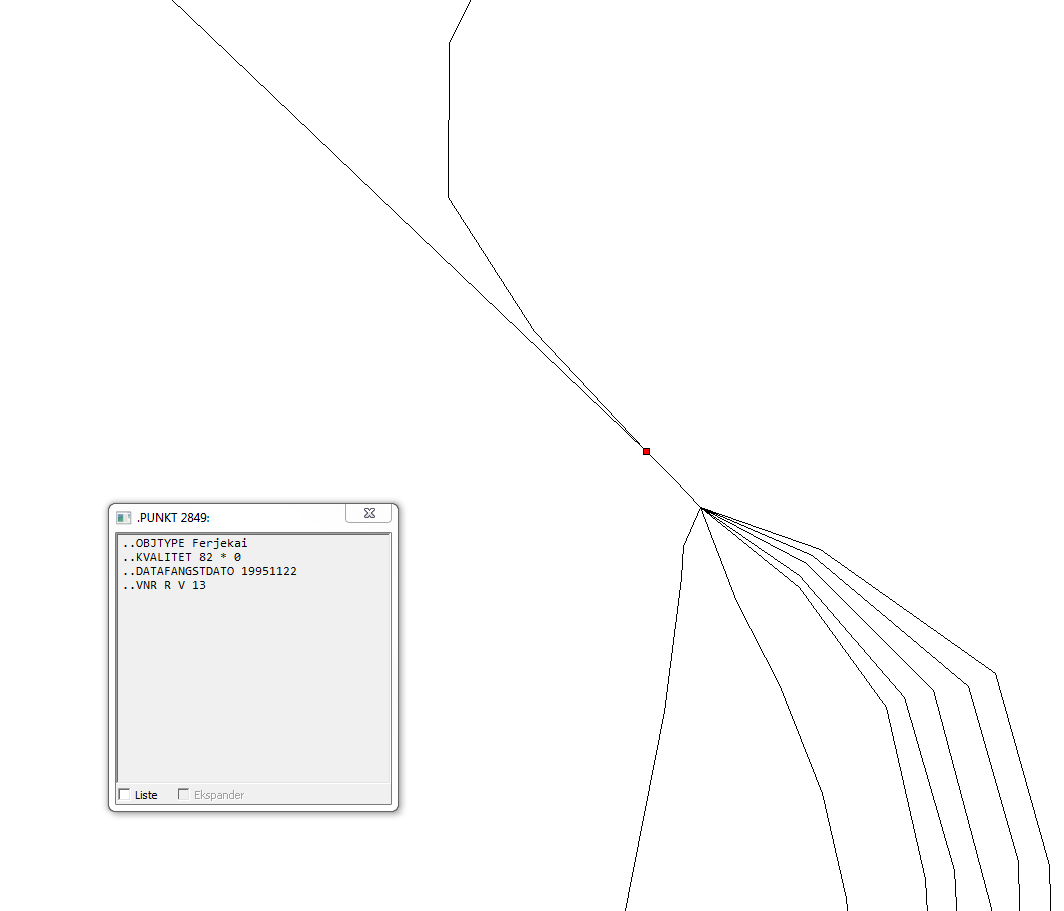 .PUNKT 2849:
..OBJTYPE Ferjekai
..KVALITET 82 * 0
..DATAFANGSTDATO 19951122
..VNR R V 13
Liste
Ekspander